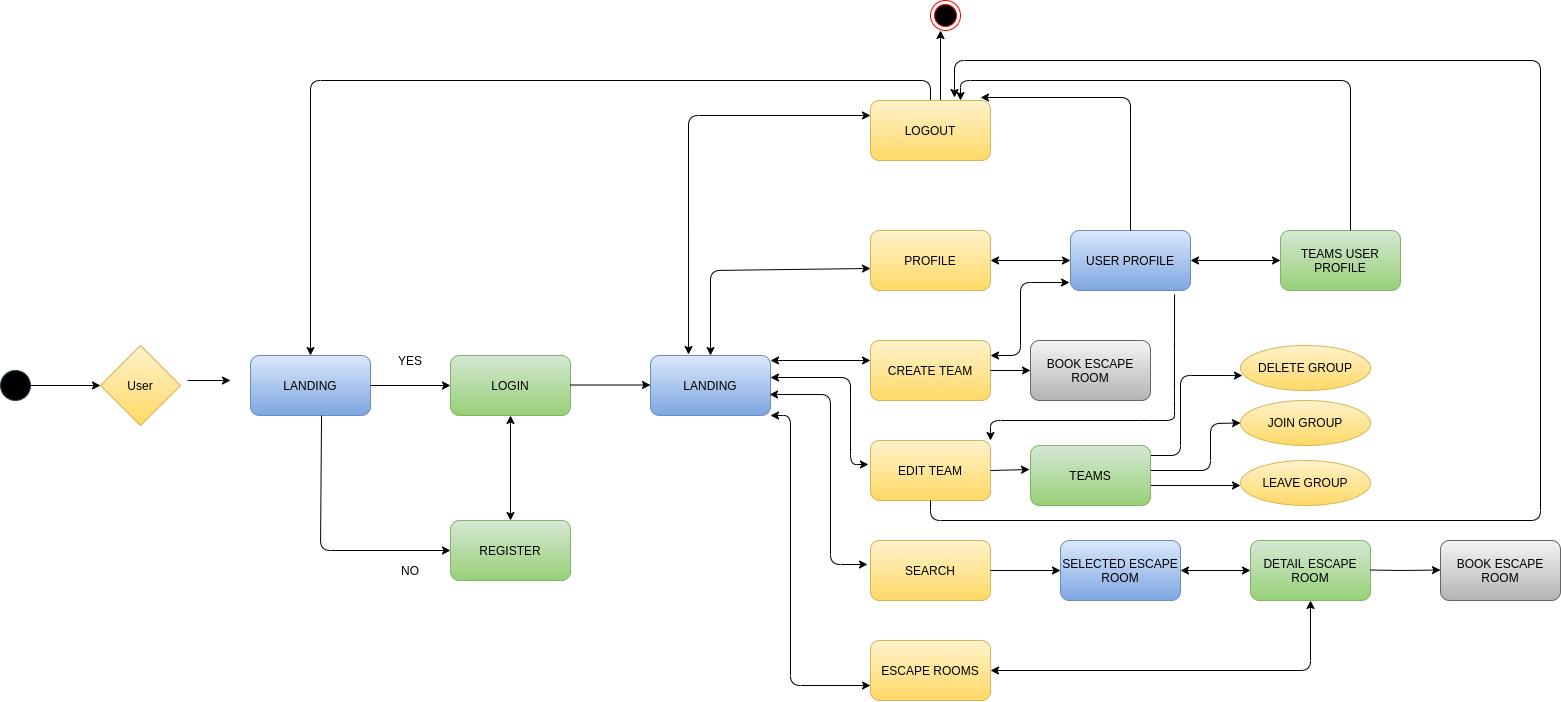 LOGOUT
PROFILE
USER PROFILE
TEAMS USER
PROFILE
User
LANDING
YES
LOGIN
LANDING
CREATE TEAM
BOOK ESCAPE
ROOM
DELETE GROUP
JOIN GROUP
EDIT TEAM
TEAMS
LEAVE GROUP
REGISTER
NO
SEARCH
SELECTED ESCAPE
ROOM
DETAIL ESCAPE
ROOM
BOOK ESCAPE
ROOM
ESCAPE ROOMS